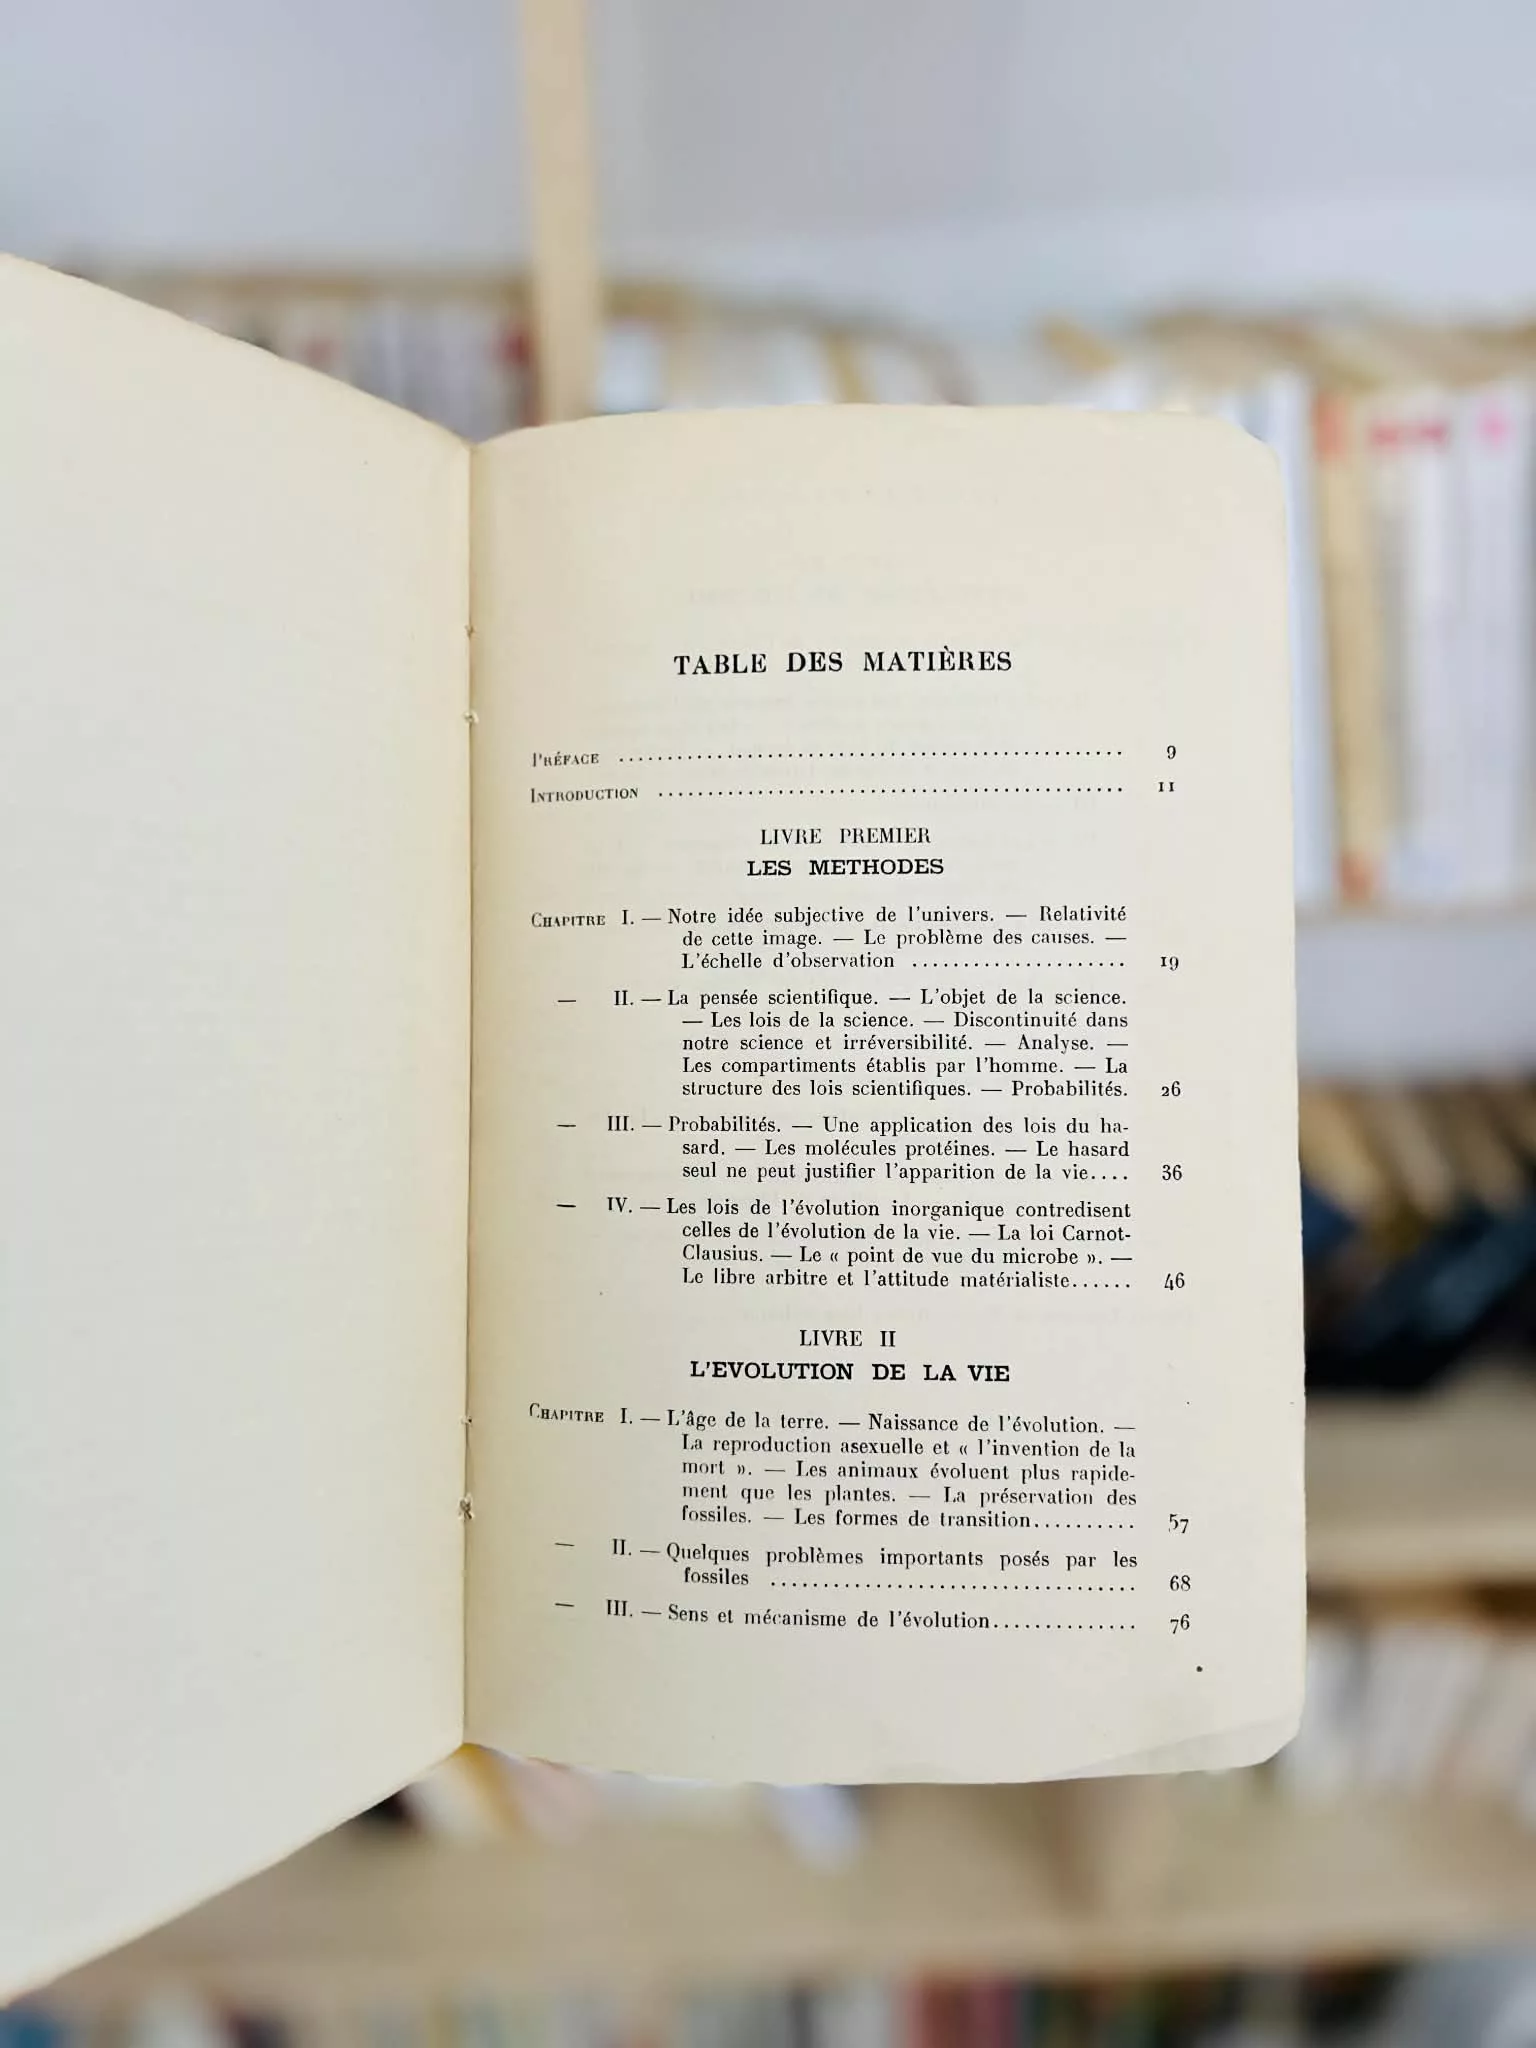 TABLE DES MATIÈRES
PRÉFACE ........................................ 9
INTRODUCTION ........................................ 11
LIVRE PREMIER
LES METHODES
CHAPITRE I. — Notre idée subjective de l'univers. — Relativité
de cette image. — Le problème des causes. —
L'échelle d'observation ..................... 19
— II. — La pensée scientifique. — L'objet de la science.
— Les lois de la science. — Discontinuité dans
notre science et irréversibilité. — Analyse. —
Les compartiments établis par l'homme. — La
structure des lois scientifiques. — Probabilités. 26
— III. — Probabilités. — Une application des lois du ha-
sard. — Les molécules protéines. — Le hasard
seul ne peut justifier l'apparition de la vie.... 36
— IV. — Les lois de l'évolution inorganique contredisent
celles de l'évolution de la vie. — La loi Carnot-
Clausius. — Le « point de vue du microbe ». —
Le libre arbitre et l'attitude matérialiste...... 46
LIVRE II
L'EVOLUTION DE LA VIE
CHAPITRE I. — L'âge de la terre. — Naissance de l'évolution. —
La reproduction asexuelle et « l'invention de la
mort ». — Les animaux évoluent plus rapide-
ment que les plantes. — La préservation des
fossiles. — Les formes de transition.......... 57
— II. — Quelques problèmes importants posés par les
fossiles ................................... 68
— III. — Sens et mécanisme de l'évolution.............. 76